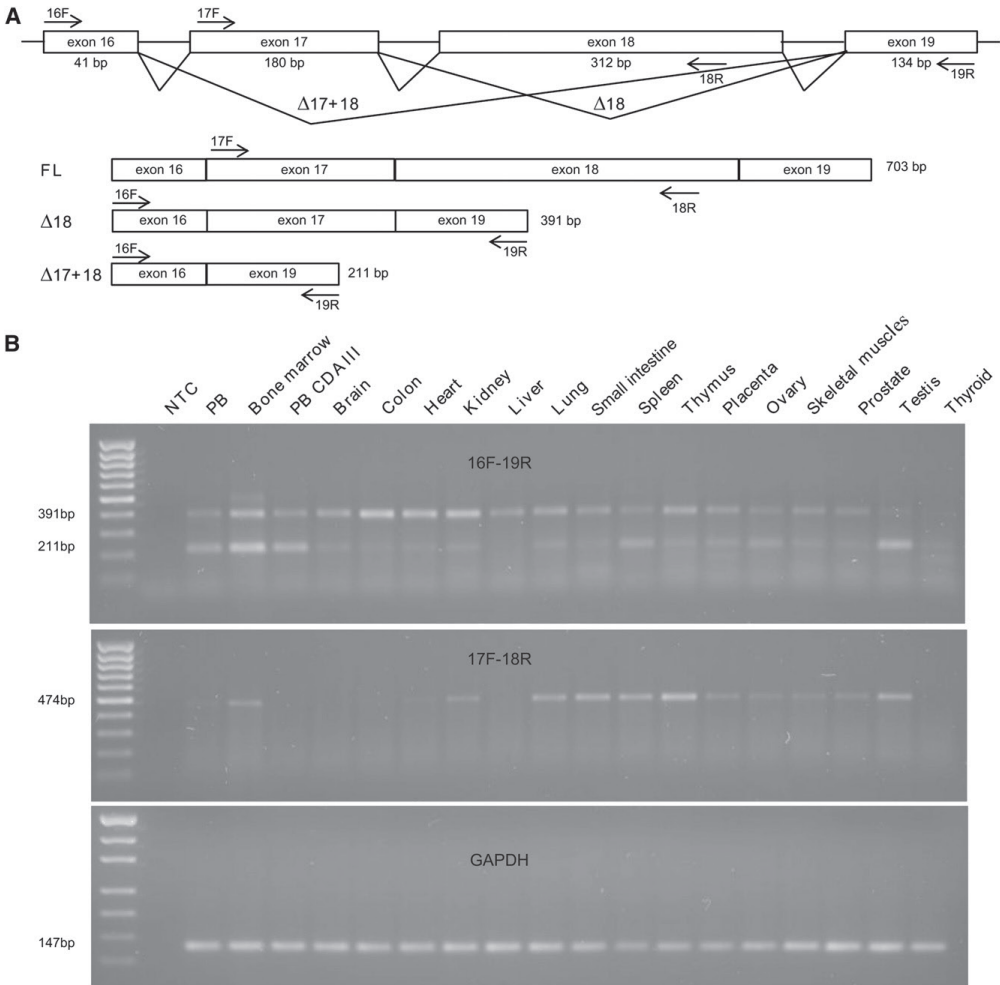 A
16F 17F
exon 16 exon 17 exon 18 exon 19
41 bp 180 bp 312 bp 134 bp
18R 19R
Δ17+18 Δ18
17F
FL exon 16 exon 17 exon 18 exon 19 703 bp
16F 18R
Δ18 exon 16 exon 17 exon 19 391 bp
16F 19R
Δ17+18 exon 16 exon 19 211 bp
19R
B
NTC PB Bone marrow PB CDAIII Brain Colon Heart Kidney Liver Lung Small intestine Spleen Thymus Placenta Ovary Skeletal muscles Prostate Testis Thyroid
16F-19R
391bp
211bp
17F-18R
474bp
GAPDH
147bp